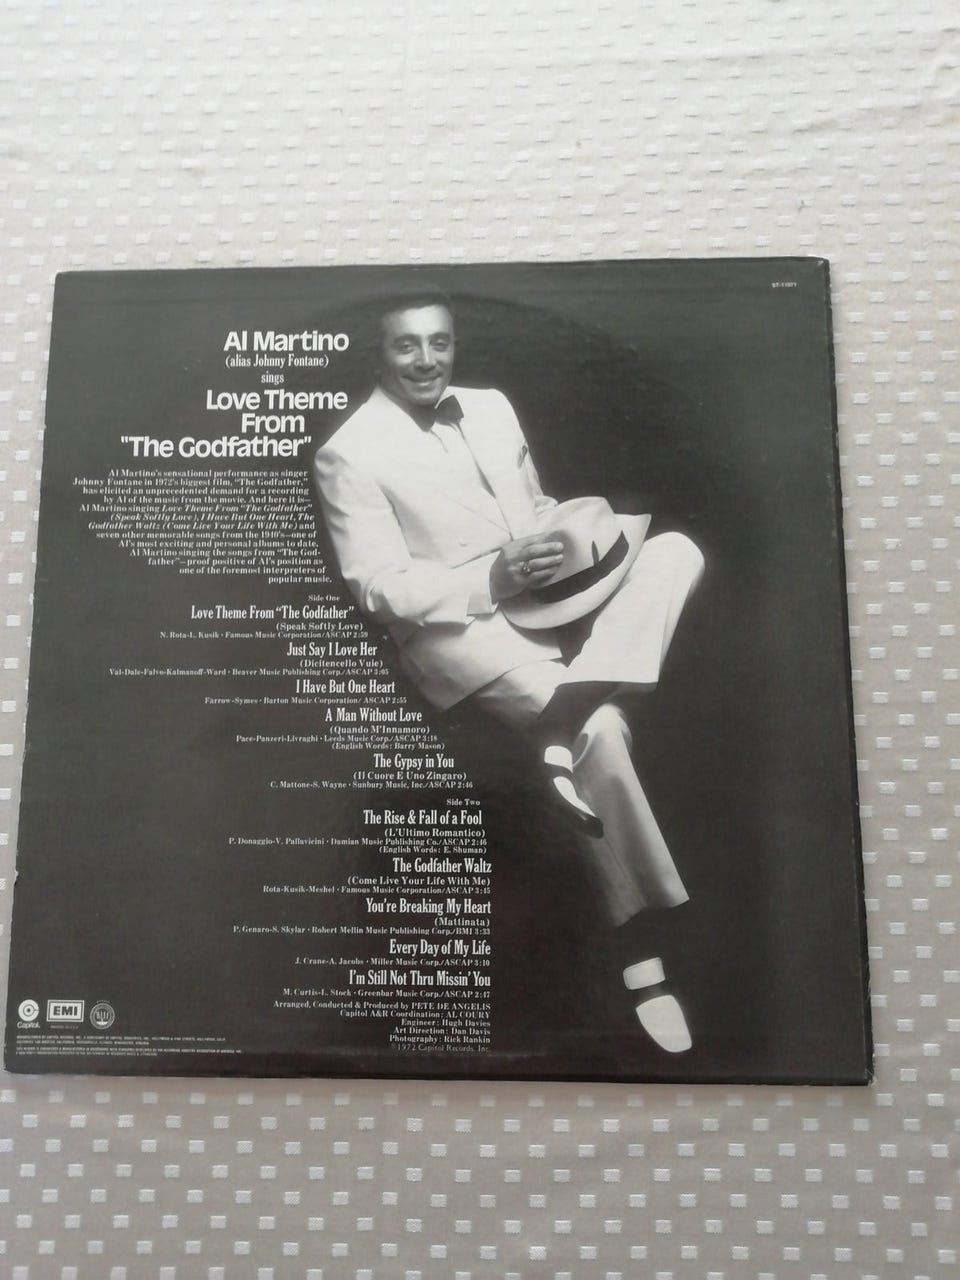 ST-11071
Al Martino
(alias Johnny Fontane)
sings
Love Theme
From
"The Godfather"
Al Martino's sensational performance as singer
Johnny Fontane in 1972's biggest film, "The Godfather,"
has elicited an unprecedented demand for a recording
by Al of the music from the movie. And here it is—
Al Martino singing Love Theme From "The Godfather"
(Speak Softly Love), I Have But One Heart, The
Godfather Waltz (Come Live Your Life With Me) and
seven other memorable songs from the 1940's—one of
Al's most exciting and personal albums to date.
Al Martino singing the songs from "The God-
father"—proof positive of Al's position as
one of the foremost interpreters of
popular music.
Side One
Love Theme From "The Godfather"
(Speak Softly Love)
N. Rota-L. Kusik • Famous Music Corporation/ASCAP 2:59
Just Say I Love Her
(Dicitencello Vuie)
Val-Dale-Falvo-Kalmanoff-Ward • Beaver Music Publishing Corp./ASCAP 3:05
I Have But One Heart
Farrow-Symes • Barton Music Corporation/ ASCAP 2:55
A Man Without Love
(Quando M'Innamoro)
Pace-Panzeri-Livraghi • Leeds Music Corp./ASCAP 3:18
(English Words: Barry Mason)
The Gypsy in You
(Il Cuore E Uno Zingaro)
C. Mattone-S. Wayne • Sunbury Music, Inc./ASCAP 2:46
Side Two
The Rise & Fall of a Fool
(L'Ultimo Romantico)
P. Donaggio-V. Pallavicini • Damian Music Publishing Co./ASCAP 2:46
(English Words: E. Shuman)
The Godfather Waltz
(Come Live Your Life With Me)
Rota-Kusik-Meshel • Famous Music Corporation/ASCAP 3:45
You're Breaking My Heart
(Mattinata)
P. Genaro-S. Skylar • Robert Mellin Music Publishing Corp./BMI 3:33
Every Day of My Life
J. Crane-A. Jacobs • Miller Music Corp./ASCAP 3:10
I'm Still Not Thru Missin' You
M. Curtis-L. Stock • Greenbar Music Corp./ASCAP 2:47
Arranged, Conducted & Produced by PETE DE ANGELIS
Capitol A&R Coordination: AL COURY
Engineer: Hugh Davies
Art Direction: Dan Davis
Photography: Rick Rankin
℗1972 Capitol Records, Inc.
Capitol.
EMI